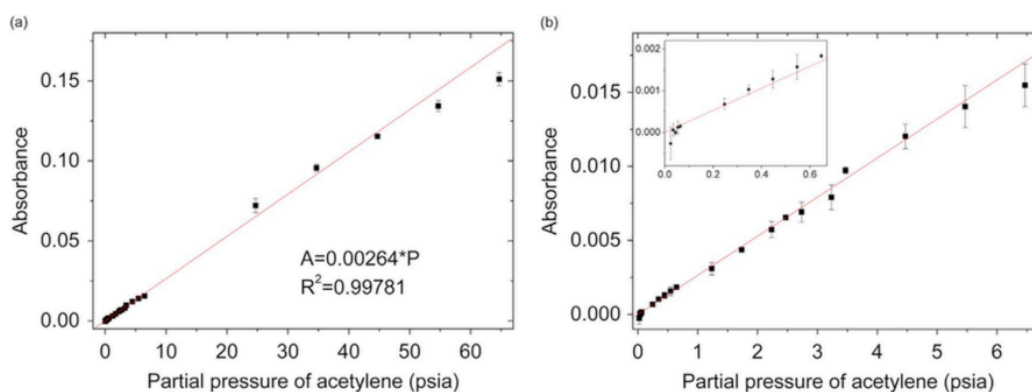 (a)
0.15
0.10
0.05
0.00
Absorbance
A=0.00264*P
R²=0.99781
0 10 20 30 40 50 60
Partial pressure of acetylene (psia)
(b)
0.015
0.010
0.005
0.000
Absorbance
0.002
0.001
0.000
0.0 0.2 0.4 0.6
0 1 2 3 4 5 6
Partial pressure of acetylene (psia)